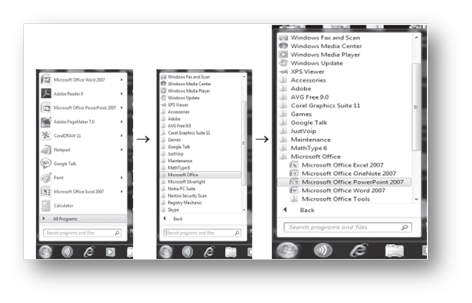 Microsoft Office Word 2007
Adobe Reader 9
Microsoft Office PowerPoint 2007
Adobe PageMaker 7.0
CorelDRAW 11
Notepad
Google Talk
Paint
Microsoft Office Excel 2007
Calculator
All Programs
Search programs and files
Windows Fax and Scan
Windows Media Center
Windows Media Player
Windows Update
XPS Viewer
Accessories
Adobe
AVG Free 9.0
Corel Graphics Suite 11
Games
Google Talk
JustVoip
Maintenance
MathType 6
Microsoft Office
Microsoft Silverlight
Nokia PC Suite
Norton Security Scan
Registry Mechanic
Skype
Back
Search programs and files
Windows Fax and Scan
Windows Media Center
Windows Media Player
Windows Update
XPS Viewer
Accessories
Adobe
AVG Free 9.0
Corel Graphics Suite 11
Games
Google Talk
JustVoip
Maintenance
MathType 6
Microsoft Office
Microsoft Office Excel 2007
Microsoft Office OneNote 2007
Microsoft Office PowerPoint 2007
Microsoft Office Word 2007
Microsoft Office Tools
Back
Search programs and files